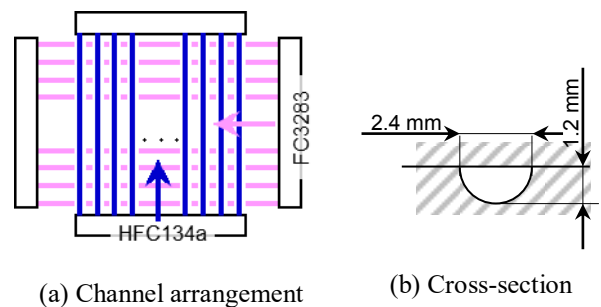 HFC134a
FC3283
(a) Channel arrangement
2.4 mm
1.2 mm
(b) Cross-section